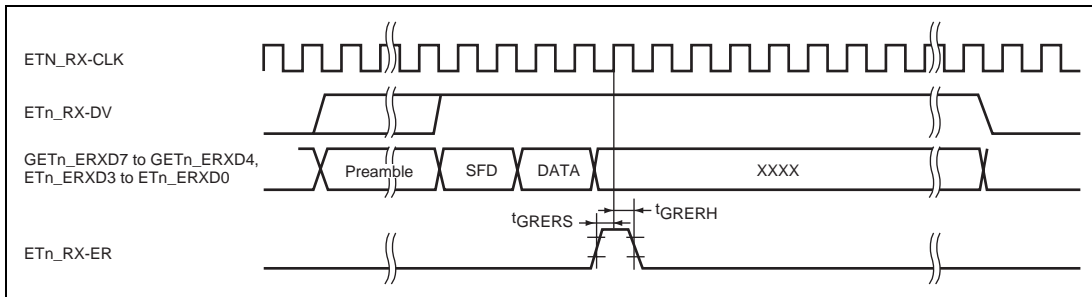 ETN_RX-CLK
ETn_RX-DV
GETn_ERXD7 to GETn_ERXD4,
ETn_ERXD3 to ETn_ERXD0
Preamble SFD DATA XXXX
tGRERS tGRERH
ETn_RX-ER